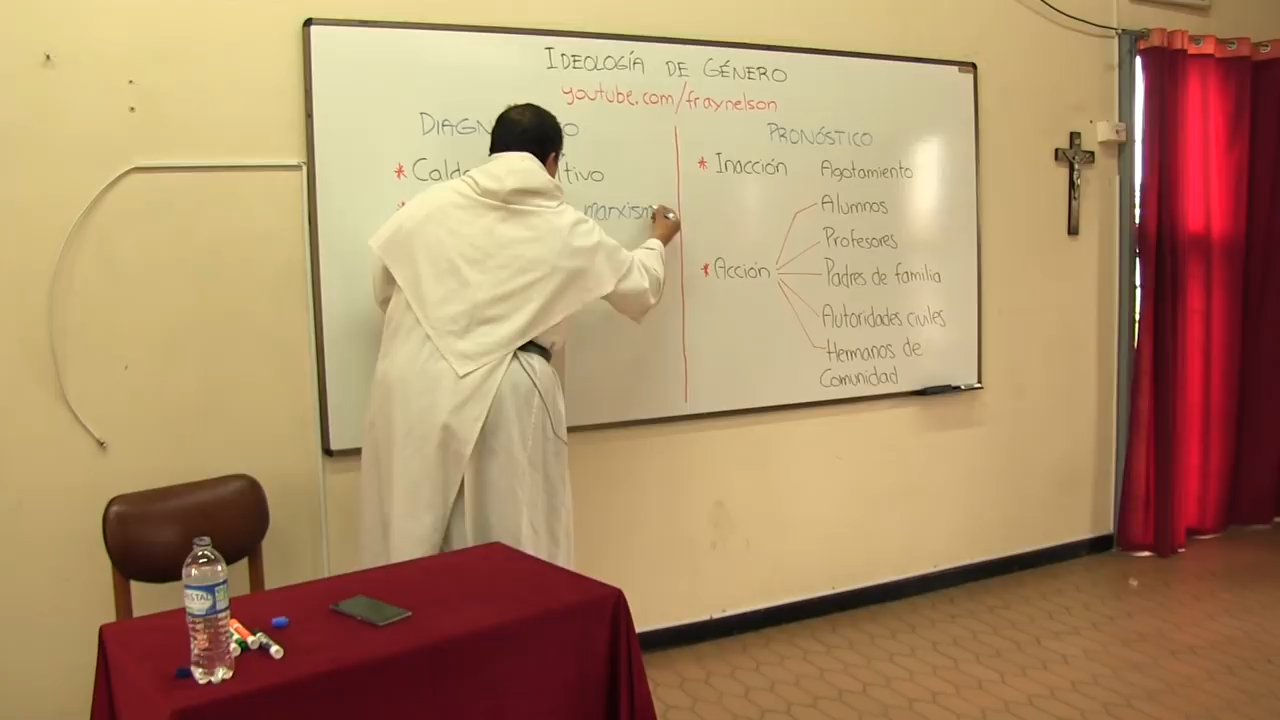 IDEOLOGÍA DE GÉNERO
youtube.com/fraynelson
* 
* Inacción Agotamiento
Alumnos
Profesores
* Acción
Padres de familia
Autoridades civiles
Hermanos de
Comunidad
PRONÓSTICO